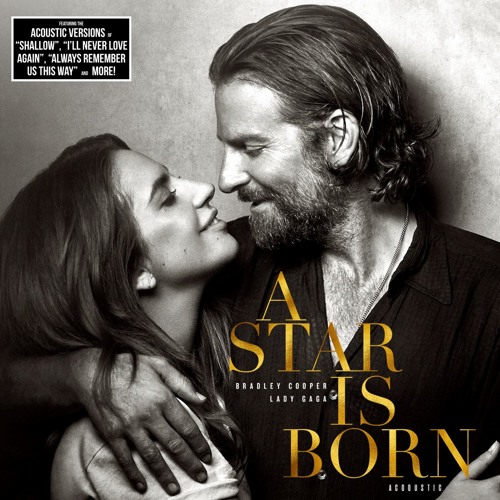 FEATURING THE
ACOUSTIC VERSIONS OF
"SHALLOW", "I'LL NEVER LOVE
AGAIN", "ALWAYS REMEMBER
US THIS WAY" AND MORE!
A
STAR
BRADLEY COOPER
LADY GAGA
IS
BORN
ACOUSTIC